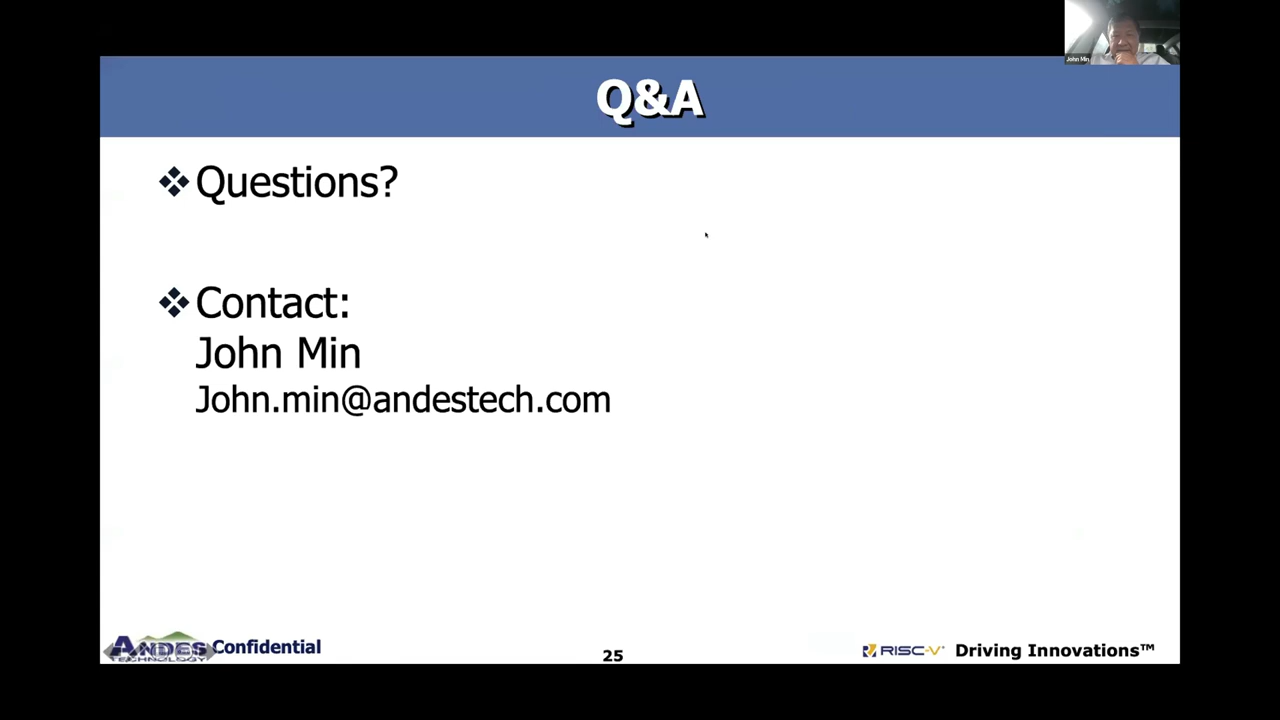 John Min
Q&A
❖Questions?
❖Contact:
John Min
John.min@andestech.com
ANDES
TECHNOLOGY
Confidential
25
RISC-V
Driving Innovations™